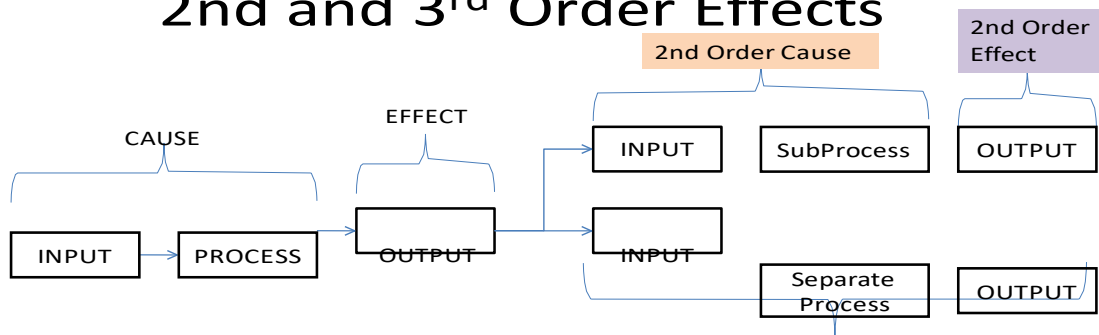 2nd and 3rd Order Effects
2nd Order Cause
2nd Order
Effect
CAUSE
EFFECT
INPUT
SubProcess
OUTPUT
INPUT
PROCESS
OUTPUT
INPUT
Separate
Process
OUTPUT